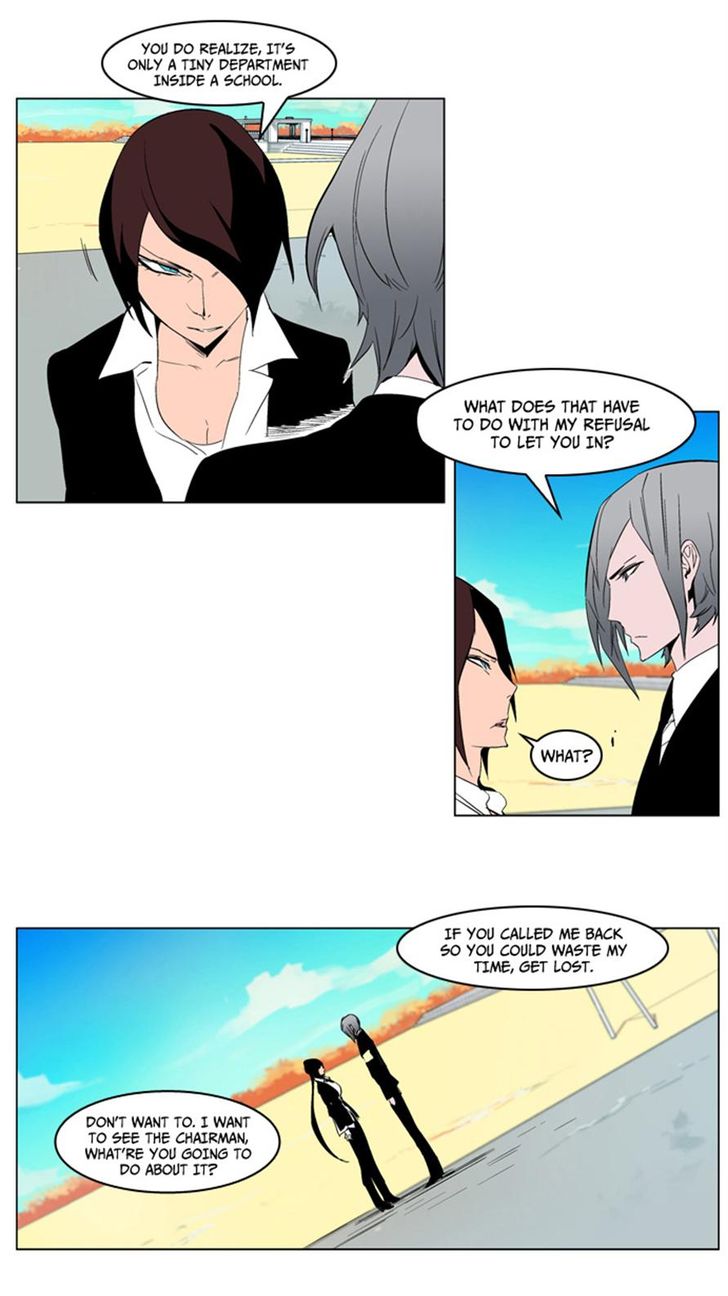 YOU DO REALIZE, IT'S
ONLY A TINY DEPARTMENT
INSIDE A SCHOOL.
WHAT DOES THAT HAVE
TO DO WITH MY REFUSAL
TO LET YOU IN?
WHAT?
IF YOU CALLED ME BACK
SO YOU COULD WASTE MY
TIME, GET LOST.
DON'T WANT TO. I WANT
TO SEE THE CHAIRMAN,
WHAT'RE YOU GOING TO
DO ABOUT IT?